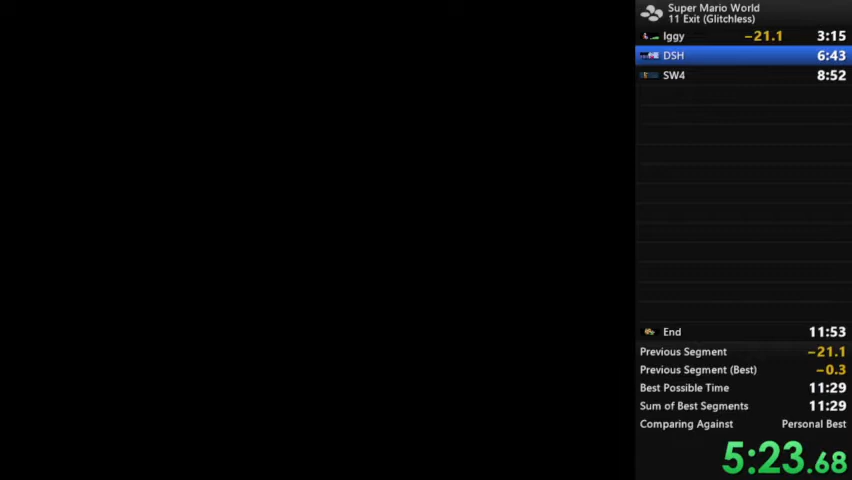 Super Mario World
11 Exit (Glitchless)
Iggy -21.1 3:15
DSH 6:43
SW4 8:52
End 11:53
Previous Segment -21.1
Previous Segment (Best) -0.3
Best Possible Time 11:29
Sum of Best Segments 11:29
Comparing Against Personal Best
5:23.68